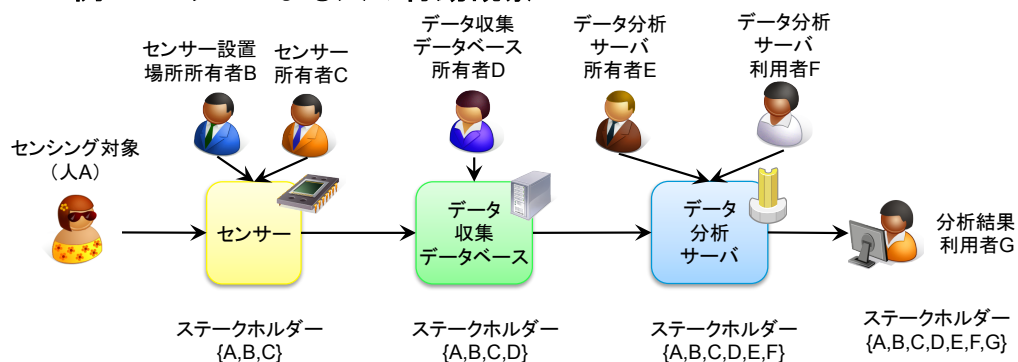 センサー設置
場所所有者B
センサー
所有者C
データ収集
データベース
所有者D
データ分析
サーバ
所有者E
データ分析
サーバ
利用者F
センシング対象
（人A）
センサー
データ
収集
データベース
データ
分析
サーバ
分析結果
利用者G
ステークホルダー
{A,B,C}
ステークホルダー
{A,B,C,D}
ステークホルダー
{A,B,C,D,E,F}
ステークホルダー
{A,B,C,D,E,F,G}